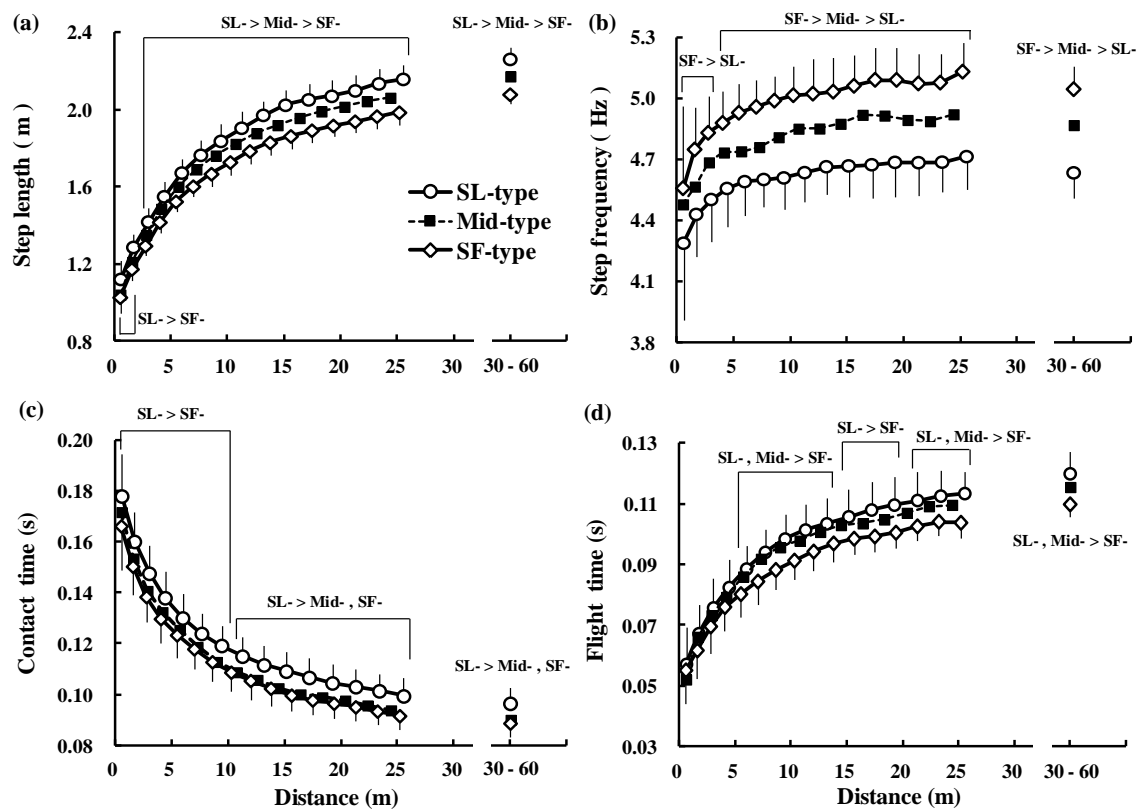 (a)
SL- > Mid- > SF-
SL- > Mid- > SF-
2.4
2.0
1.6
1.2
0.8
Step length ( m )
SL-type
Mid-type
SF-type
SL- > SF-
0 5 10 15 20 25 30 30 - 60
(b)
SF- > Mid- > SL-
SF- > SL-
SF- > Mid- > SL-
5.3
5.0
4.7
4.4
4.1
3.8
Step frequency ( Hz)
0 5 10 15 20 25 30 30 - 60
(c)
SL- > SF-
SL- > Mid- , SF-
SL- > Mid- , SF-
0.20
0.18
0.16
0.14
0.12
0.10
0.08
Contact time (s)
0 5 10 15 20 25 30 30 - 60
Distance (m)
(d)
SL- , Mid- > SF-
SL- > SF-
SL- , Mid- > SF-
SL- , Mid- > SF-
0.13
0.11
0.09
0.07
0.05
0.03
Flight time (s)
0 5 10 15 20 25 30 30 - 60
Distance (m)